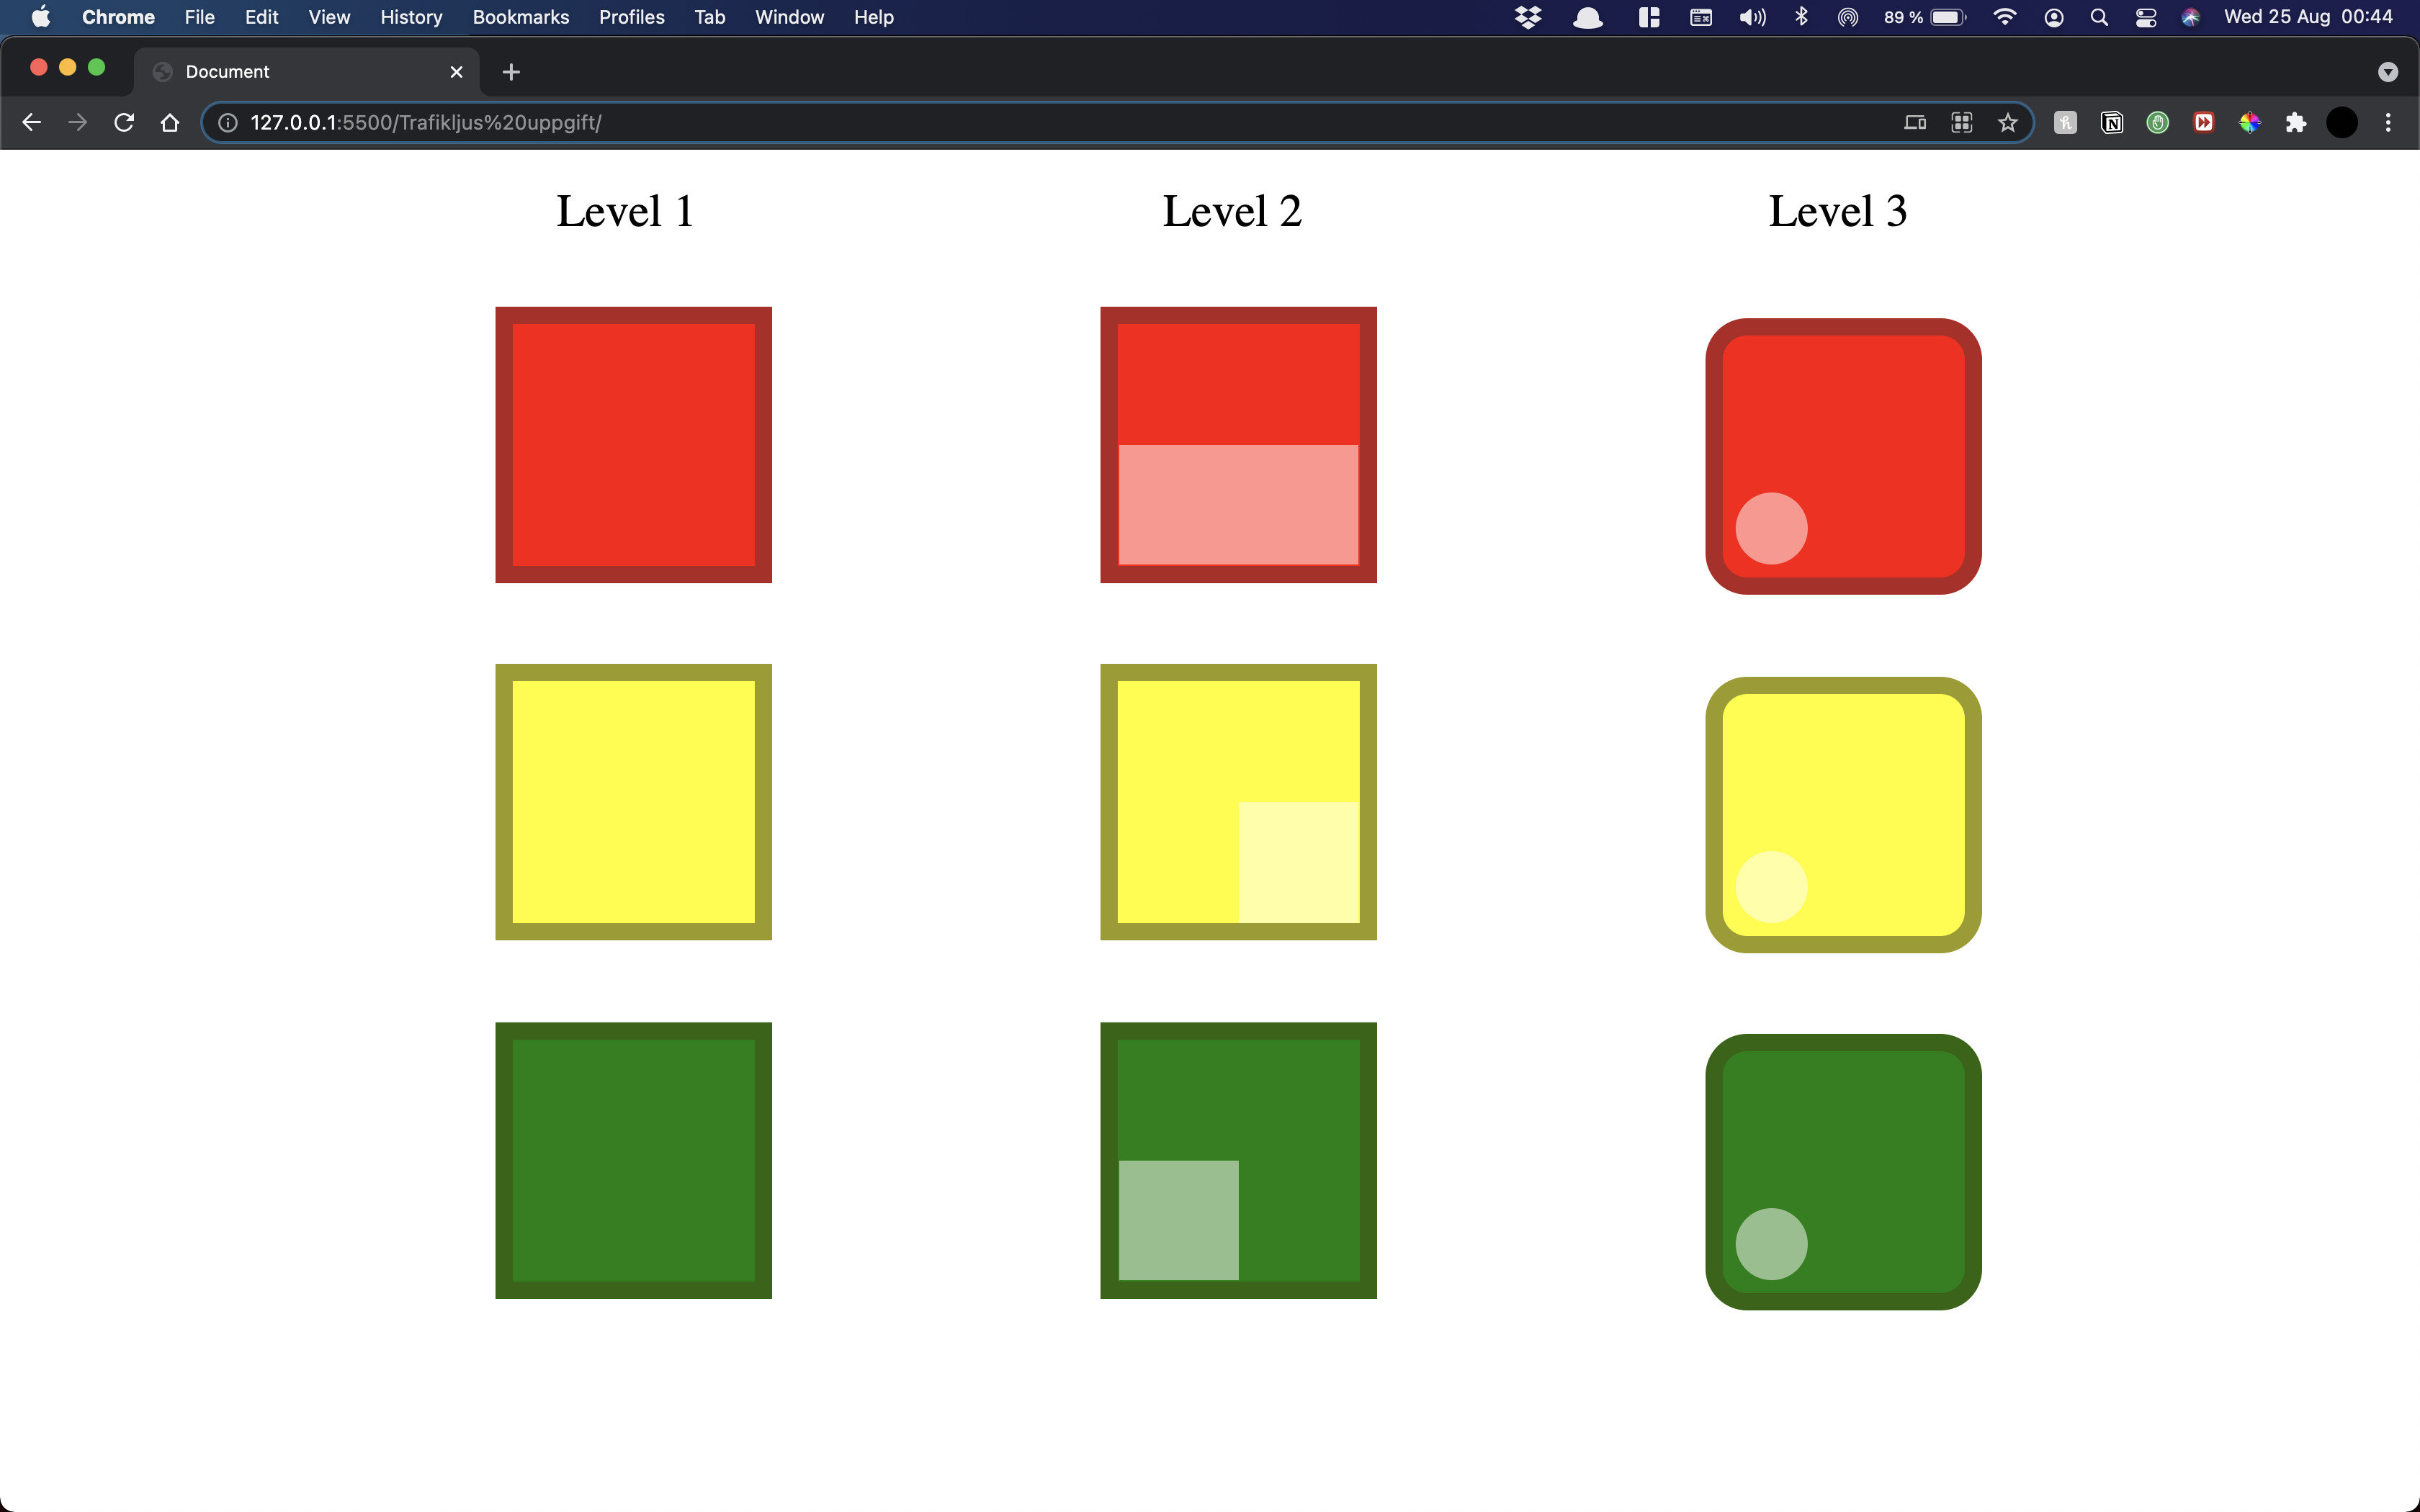 Chrome File Edit View History Bookmarks Profiles Tab Window Help 89 % Wed 25 Aug 00:44
Document
127.0.0.1:5500/Trafikljus%20uppgift/
Level 1 Level 2 Level 3